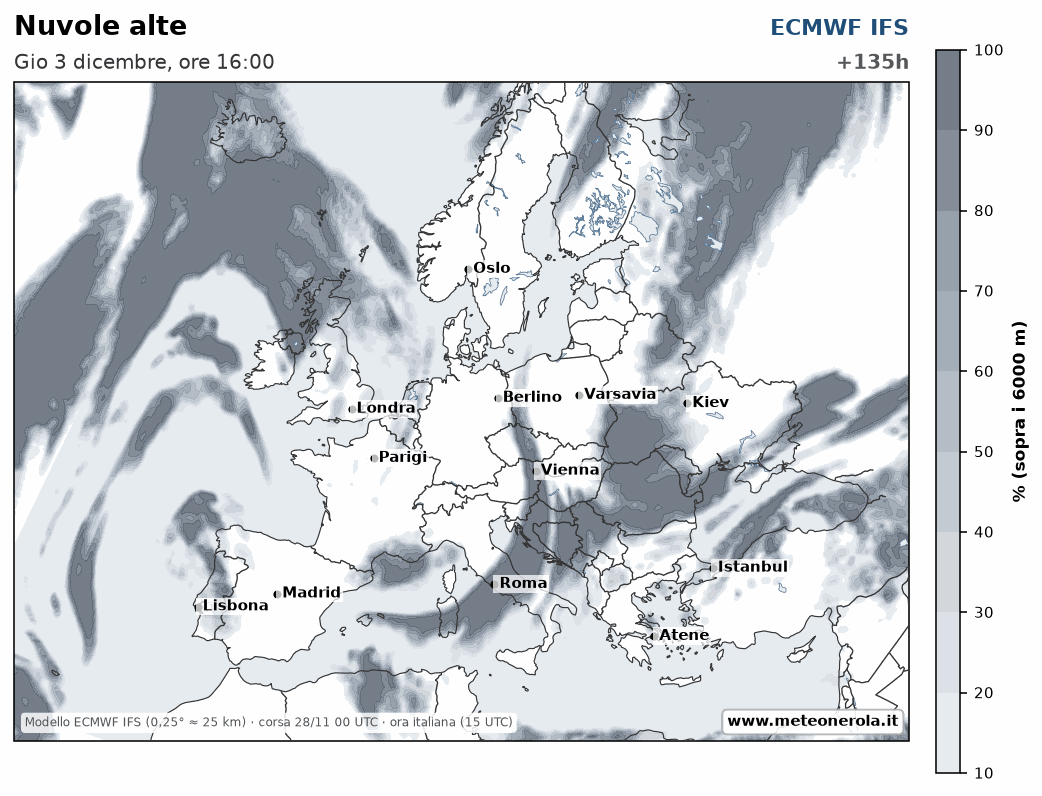 Nuvole alte
ECMWF IFS
Gio 3 dicembre, ore 16:00
+135h
Oslo
Berlino
Varsavia
Kiev
Londra
Parigi
Vienna
Istanbul
Roma
Madrid
Lisbona
Atene
Modello ECMWF IFS (0,25° ≈ 25 km) · corsa 28/11 00 UTC · ora italiana (15 UTC)
www.meteonerola.it
100
90
80
70
60
50
40
30
20
10
% (sopra i 6000 m)